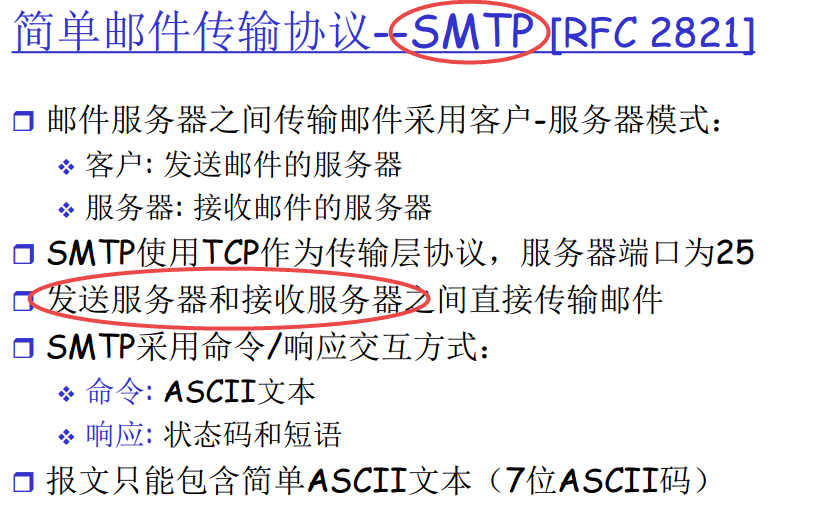 简单邮件传输协议--SMTP [RFC 2821]
邮件服务器之间传输邮件采用客户-服务器模式：
客户: 发送邮件的服务器
服务器: 接收邮件的服务器
SMTP使用TCP作为传输层协议，服务器端口为25
发送服务器和接收服务器之间直接传输邮件
SMTP采用命令/响应交互方式：
命令: ASCII文本
响应: 状态码和短语
报文只能包含简单ASCII文本（7位ASCII码）